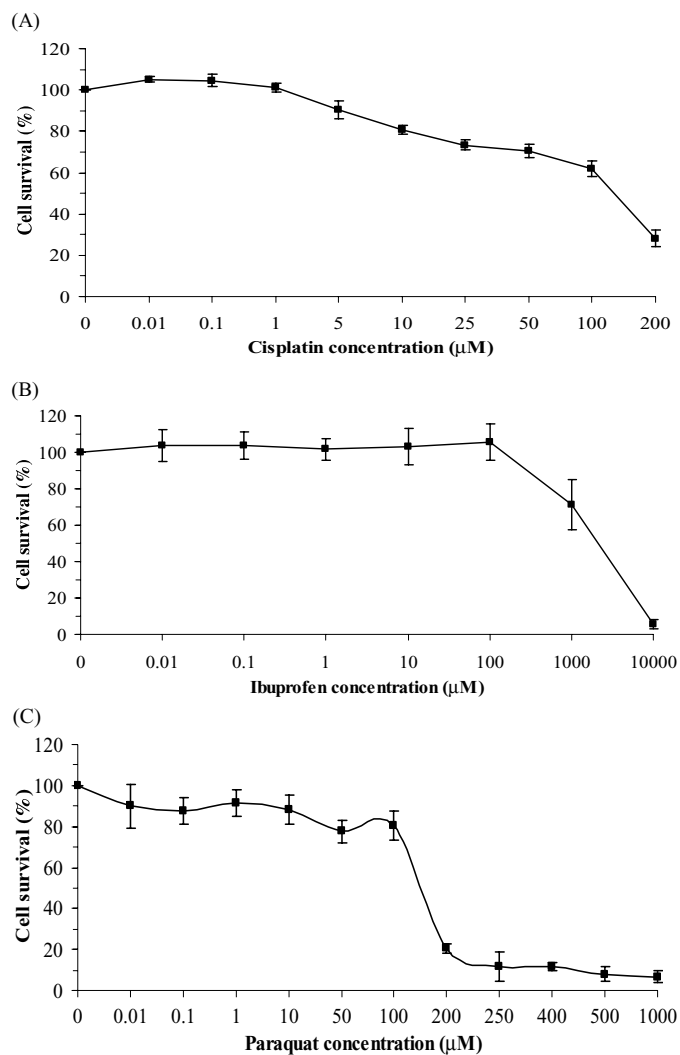 (A)
120
100
80
60
40
20
0
Cell survival (%)
0 0.01 0.1 1 5 10 25 50 100 200
Cisplatin concentration (µM)
(B)
120
100
80
60
40
20
0
Cell survival (%)
0 0.01 0.1 1 10 100 1000 10000
Ibuprofen concentration (µM)
(C)
120
100
80
60
40
20
0
Cell survival (%)
0 0.01 0.1 1 10 50 100 200 250 400 500 1000
Paraquat concentration (µM)